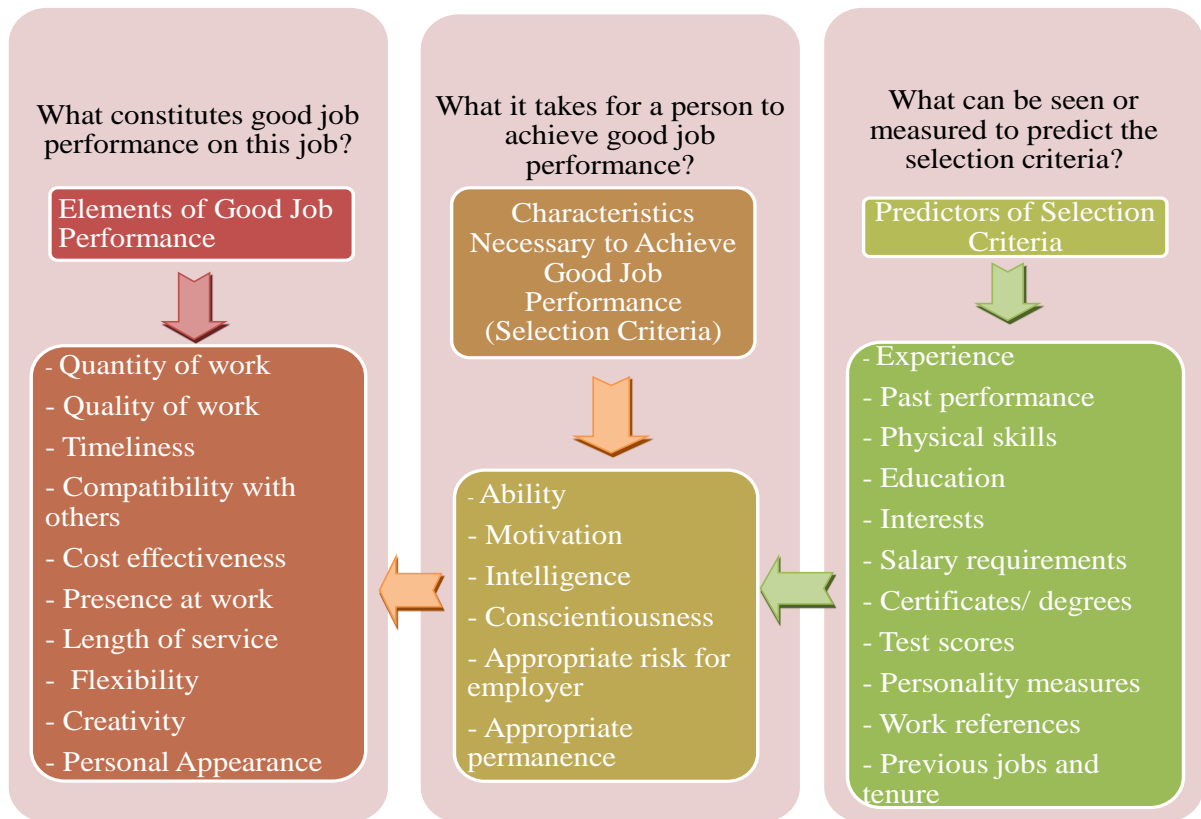 What constitutes good job
performance on this job?
Elements of Good Job
Performance
- Quantity of work
- Quality of work
- Timeliness
- Compatibility with
others
- Cost effectiveness
- Presence at work
- Length of service
- Flexibility
- Creativity
- Personal Appearance
What it takes for a person to
achieve good job
performance?
Characteristics
Necessary to Achieve
Good Job
Performance
(Selection Criteria)
- Ability
- Motivation
- Intelligence
- Conscientiousness
- Appropriate risk for
employer
- Appropriate
permanence
What can be seen or
measured to predict the
selection criteria?
Predictors of Selection
Criteria
- Experience
- Past performance
- Physical skills
- Education
- Interests
- Salary requirements
- Certificates/ degrees
- Test scores
- Personality measures
- Work references
- Previous jobs and
tenure